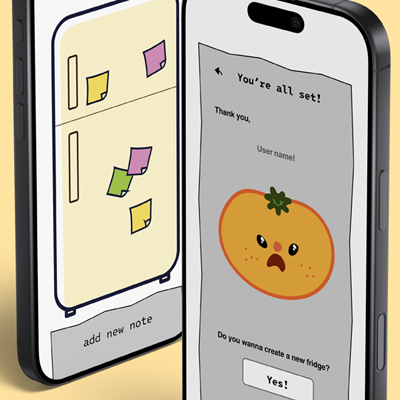 add new note
You're all set!
Thank you,
User name!
Do you wanna create a new fridge?
Yes!